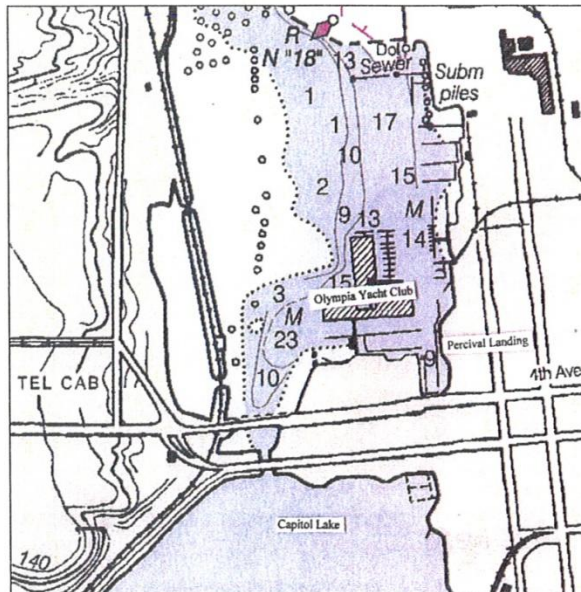 R
N "18"
13
Dol
Sewer
Subm
piles
1
17
1
10
2
15
M
9
13
14
15
3
Olympia Yacht Club
M
23
Percival Landing
9
4th Ave
10
TEL CAB
Capitol Lake
140